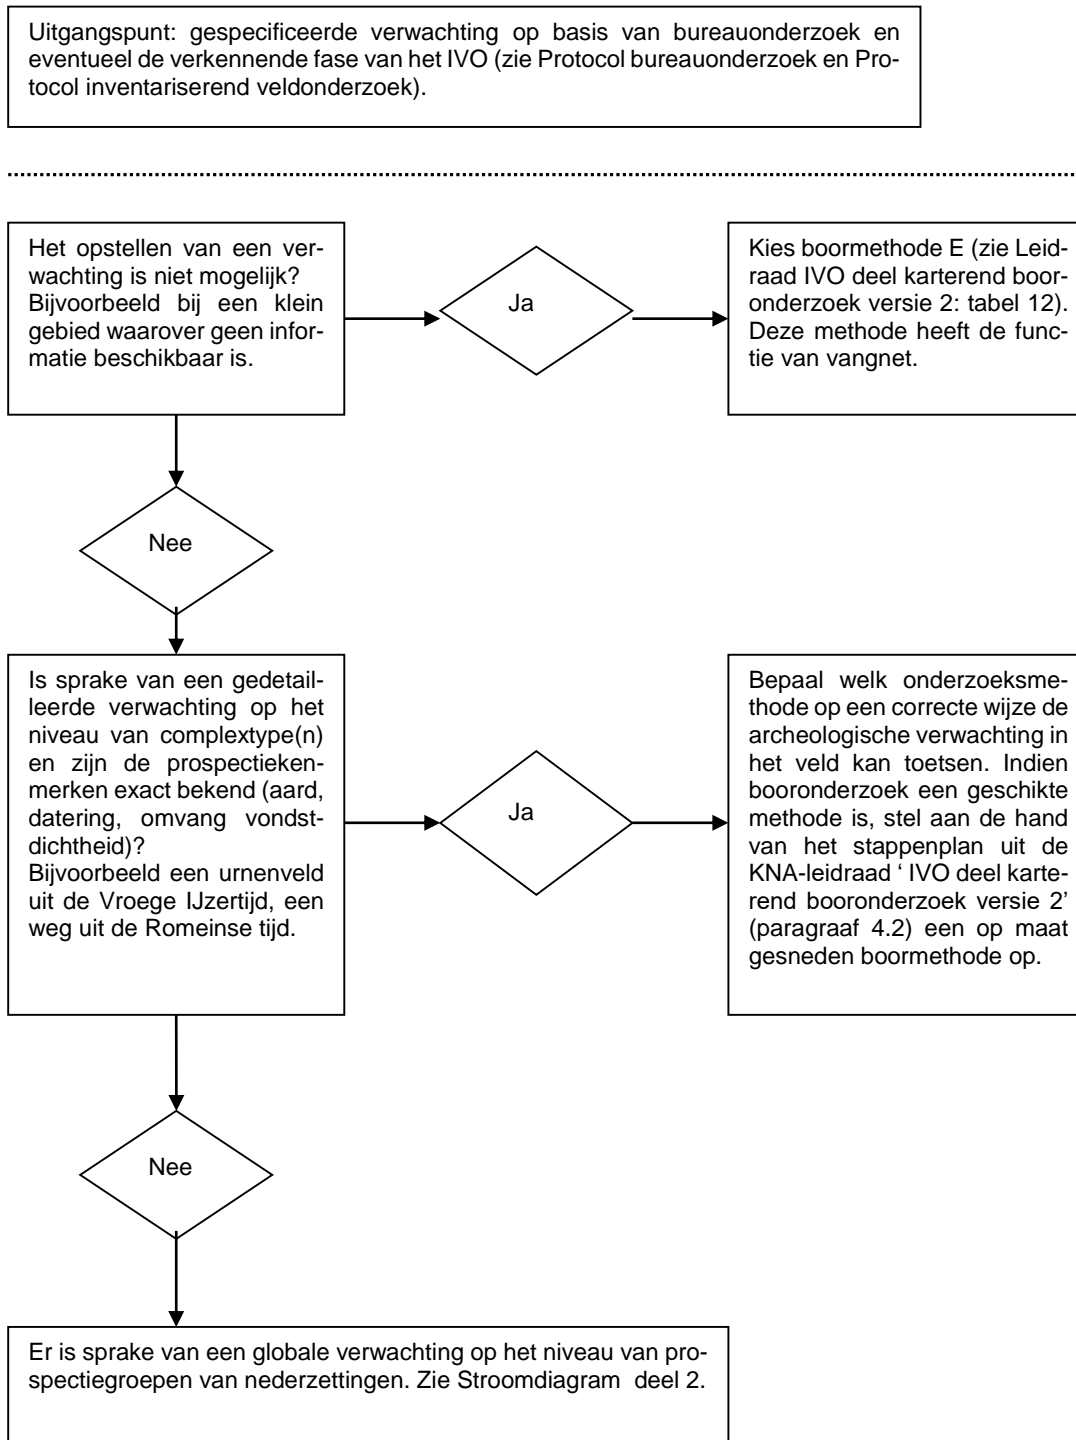 Uitgangspunt: gespecificeerde verwachting op basis van bureauonderzoek en
eventueel de verkennende fase van het IVO (zie Protocol bureauonderzoek en Pro-
tocol inventariserend veldonderzoek).
Het opstellen van een ver-
wachting is niet mogelijk?
Bijvoorbeeld bij een klein
gebied waarover geen infor-
matie beschikbaar is.
Ja
Kies boormethode E (zie Leid-
raad IVO deel karterend boor-
onderzoek versie 2: tabel 12).
Deze methode heeft de func-
tie van vangnet.
Nee
Is sprake van een gedetail-
leerde verwachting op het
niveau van complextype(n)
en zijn de prospectieken-
merken exact bekend (aard,
datering, omvang vondst-
dichtheid)?
Bijvoorbeeld een urnenveld
uit de Vroege IJzertijd, een
weg uit de Romeinse tijd.
Ja
Bepaal welk onderzoeksme-
thode op een correcte wijze de
archeologische verwachting in
het veld kan toetsen. Indien
booronderzoek een geschikte
methode is, stel aan de hand
van het stappenplan uit de
KNA-leidraad ‘ IVO deel karte-
rend booronderzoek versie 2’
(paragraaf 4.2) een op maat
gesneden boormethode op.
Nee
Er is sprake van een globale verwachting op het niveau van pro-
spectiegroepen van nederzettingen. Zie Stroomdiagram deel 2.